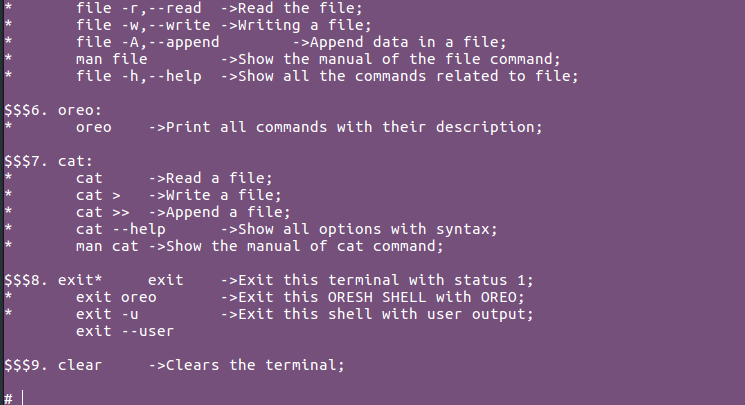 *       file -r,--read  ->Read the file;
*       file -w,--write ->Writing a file;
*       file -A,--append        ->Append data in a file;
*       man file        ->Show the manual of the file command;
*       file -h,--help  ->Show all the commands related to file;
$$$6. oreo:
*       oreo    ->Print all commands with their description;
$$$7. cat:
*       cat     ->Read a file;
*       cat >   ->Write a file;
*       cat >>  ->Append a file;
*       cat --help      ->Show all options with syntax;
*       man cat ->Show the manual of cat command;
$$$8. exit*     exit    ->Exit this terminal with status 1;
*       exit oreo       ->Exit this ORESH SHELL with OREO;
*       exit -u         ->Exit this shell with user output;
        exit --user
$$$9. clear     ->Clears the terminal;
#